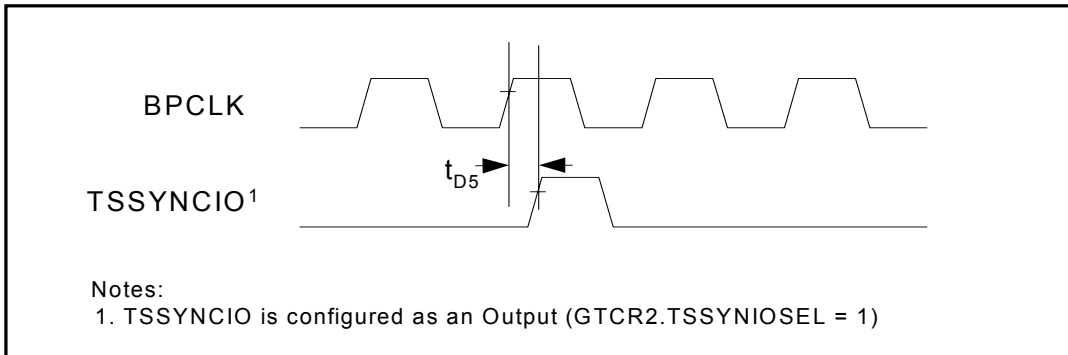 BPCLK
tD5
TSSYNCIO1
Notes:
1. TSSYNCIO is configured as an Output (GTCR2.TSSYNIOSEL = 1)